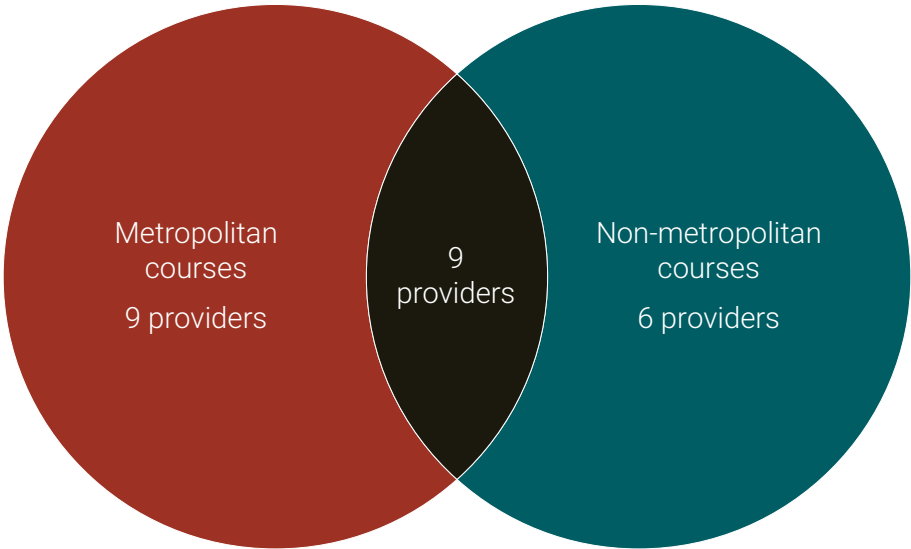 Metropolitan
courses
9 providers
9
providers
Non-metropolitan
courses
6 providers